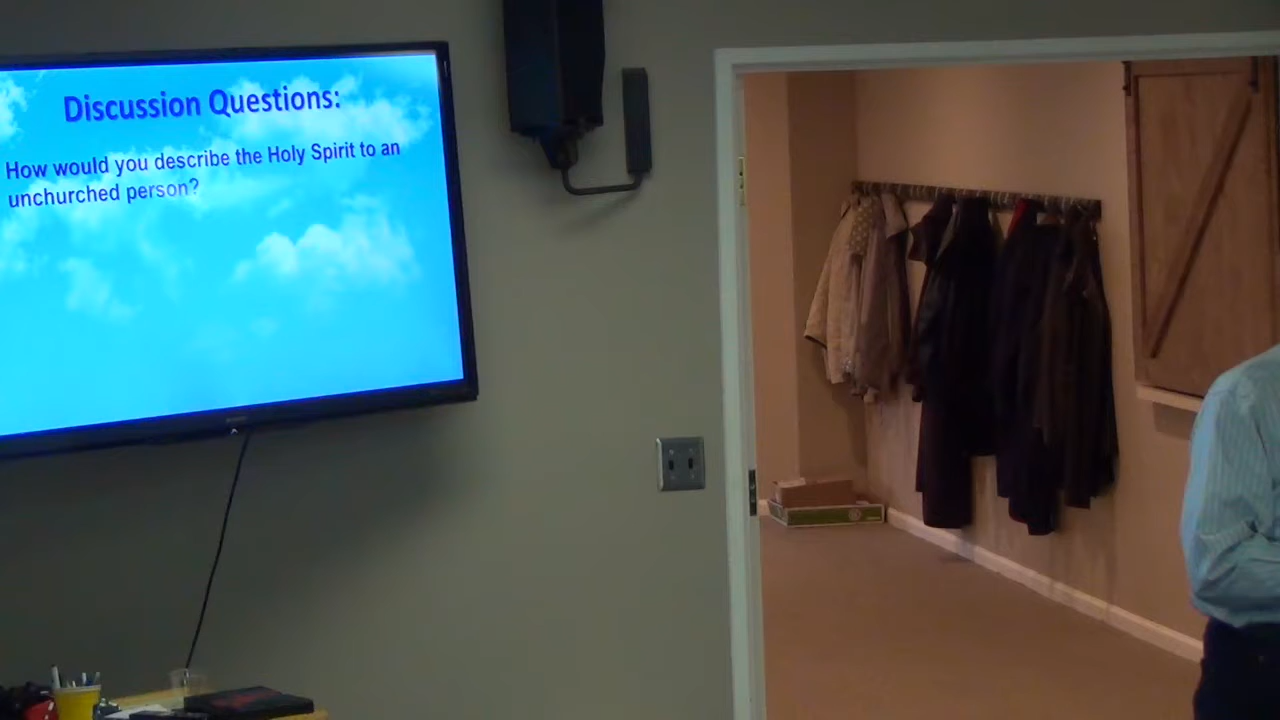 Discussion Questions:
How would you describe the Holy Spirit to an
unchurched person?